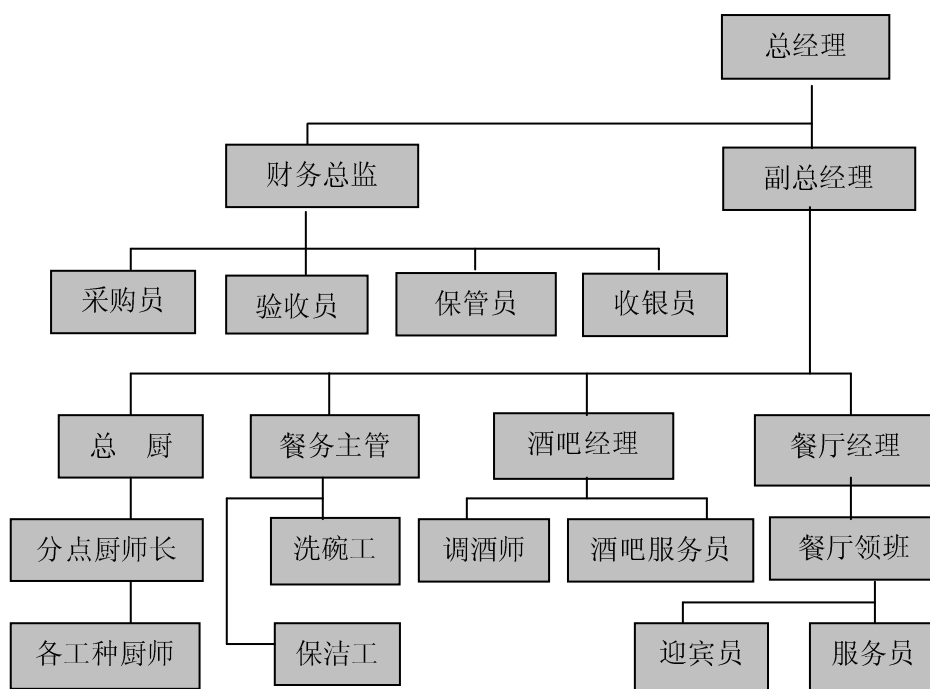 总经理
财务总监
副总经理
采购员
验收员
保管员
收银员
总　厨
餐务主管
酒吧经理
餐厅经理
分点厨师长
洗碗工
调酒师
酒吧服务员
餐厅领班
各工种厨师
保洁工
迎宾员
服务员